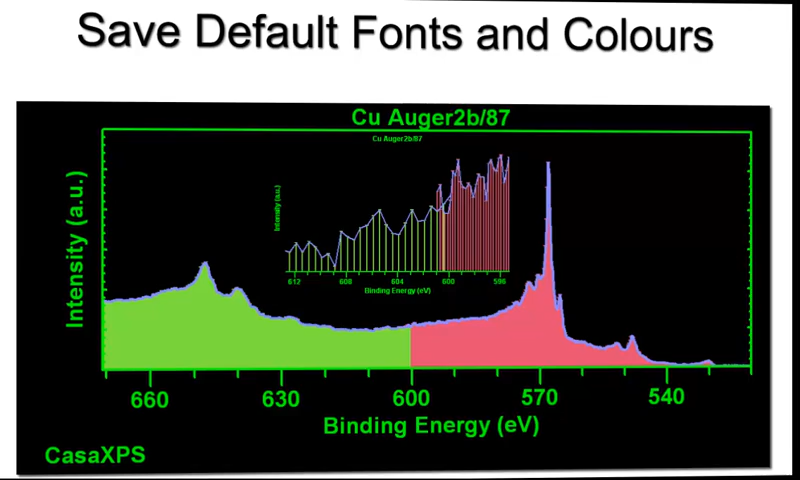 Save Default Fonts and Colours
Cu Auger2b/87
Cu Auger2b/87
Intensity (a.u.)
Intensity (a.u.)
612 608 604 600 596
Binding Energy (eV)
660 630 600 570 540
Binding Energy (eV)
CasaXPS